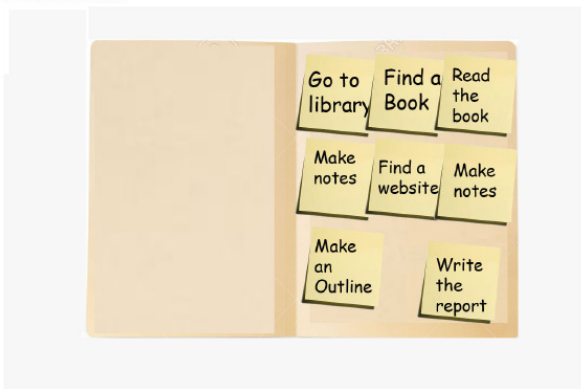 Go to
library
Find a
Book
Read
the
book
Make
notes
Find a
website
Make
notes
Make
an
Outline
Write
the
report